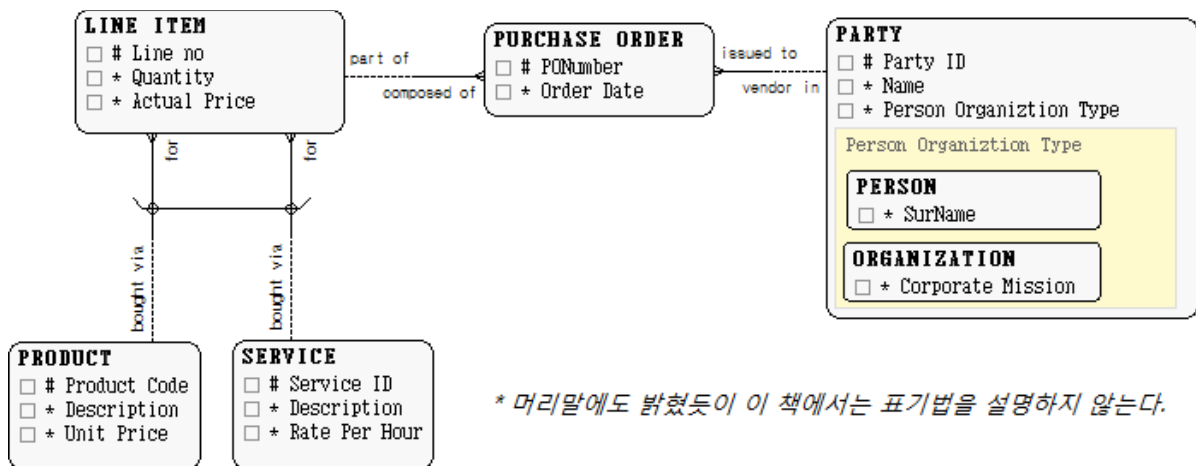 LINE ITEM
# Line no
* Quantity
* Actual Price
part of
composed of
PURCHASE ORDER
# PONumber
* Order Date
issued to
vendor in
PARTY
# Party ID
* Name
* Person Organiztion Type
Person Organiztion Type
PERSON
* SurName
ORGANIZATION
* Corporate Mission
for
for
bought via
bought via
PRODUCT
# Product Code
* Description
* Unit Price
SERVICE
# Service ID
* Description
* Rate Per Hour
* 머리말에도 밝혔듯이 이 책에서는 표기법을 설명하지 않는다.